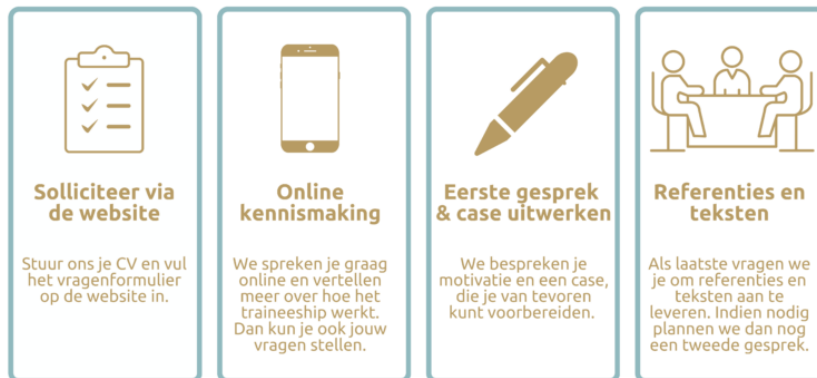 Solliciteer via
de website
Stuur ons je CV en vul
het vragenformulier
op de website in.
Online
kennismaking
We spreken je graag
online en vertellen
meer over hoe het
traineeship werkt.
Dan kun je ook jouw
vragen stellen.
Eerste gesprek
& case uitwerken
We bespreken je
motivatie en een case,
die je van tevoren
kunt voorbereiden.
Referenties en
teksten
Als laatste vragen we
je om referenties en
teksten aan te
leveren. Indien nodig
plannen we dan nog
een tweede gesprek.